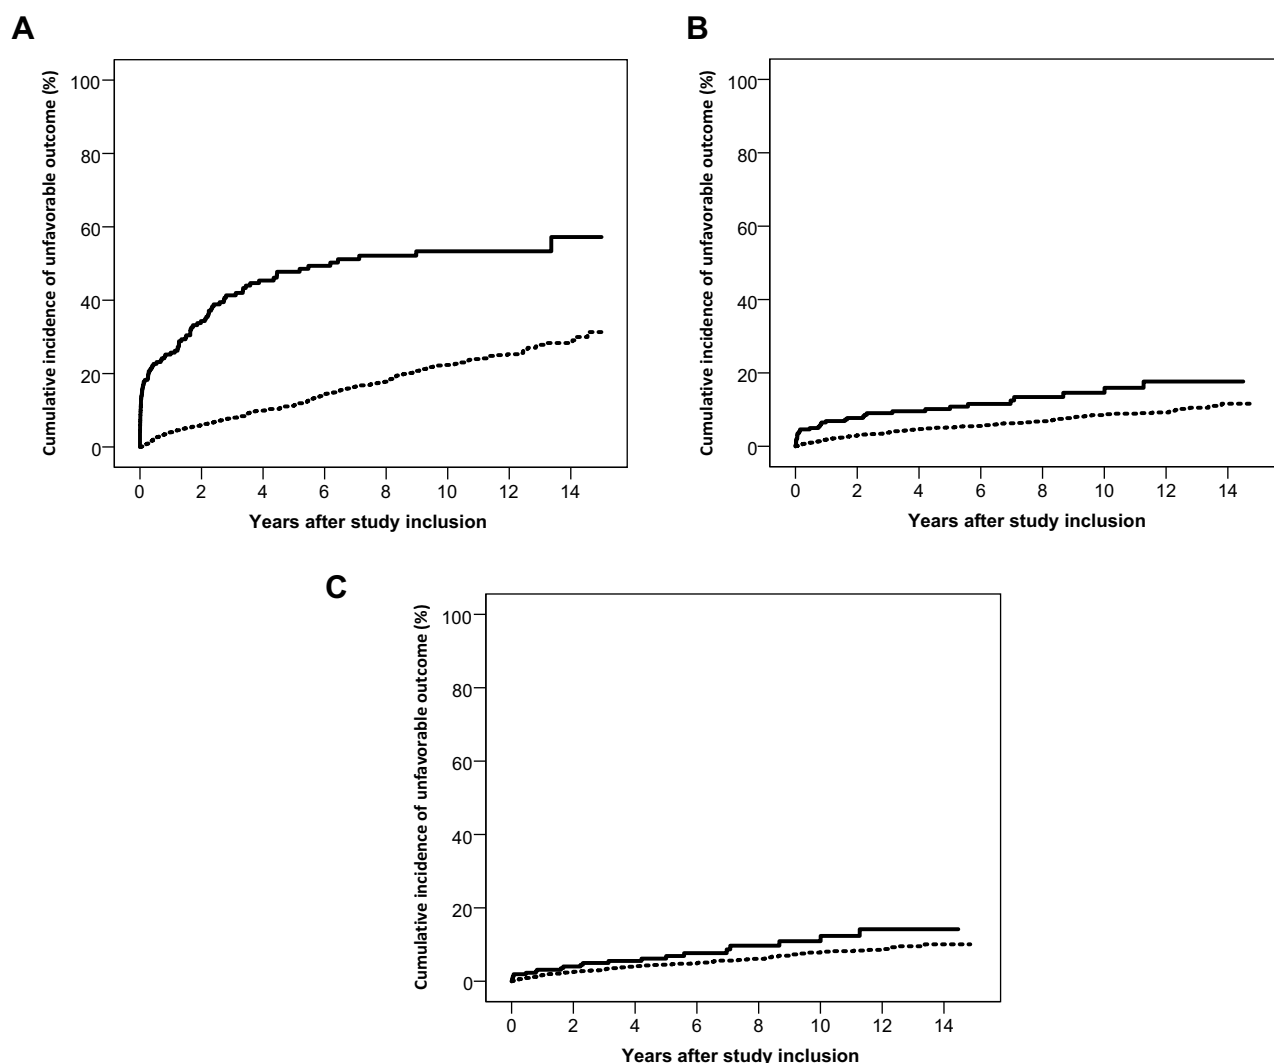 A
Cumulative incidence of unfavorable outcome (%)
100
80
60
40
20
0
0 2 4 6 8 10 12 14
Years after study inclusion
B
Cumulative incidence of unfavorable outcome (%)
100
80
60
40
20
0
0 2 4 6 8 10 12 14
Years after study inclusion
C
Cumulative incidence of unfavorable outcome (%)
100
80
60
40
20
0
0 2 4 6 8 10 12 14
Years after study inclusion